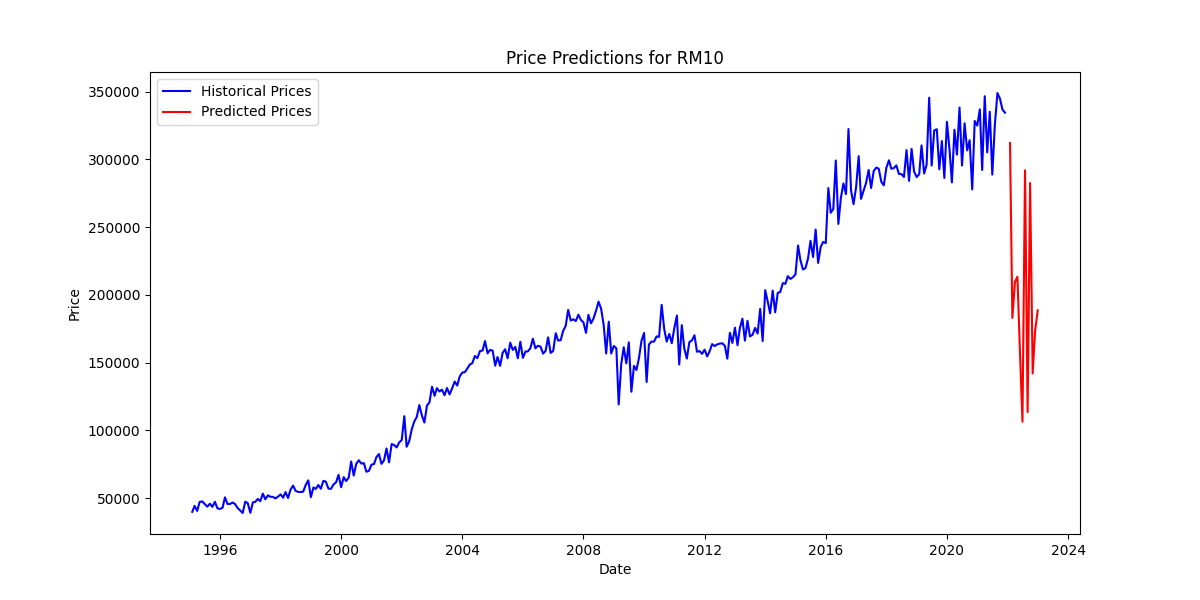 Price Predictions for RM10
Historical Prices
Predicted Prices
350000
300000
250000
200000
150000
100000
50000
Price
1996 2000 2004 2008 2012 2016 2020 2024
Date